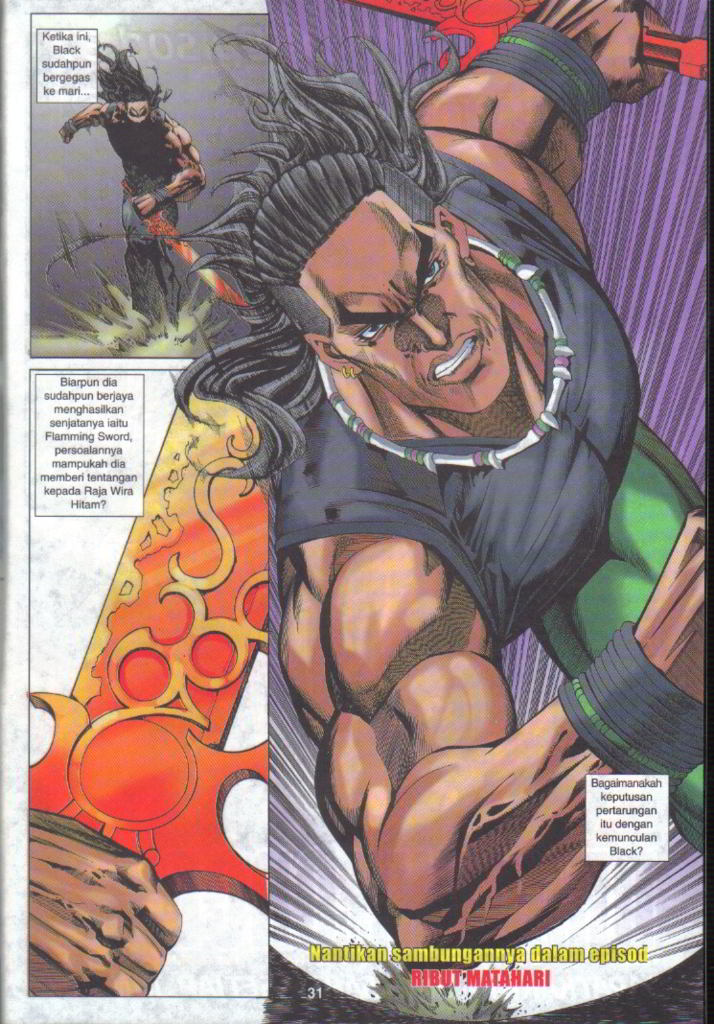 Ketika ini,
Black
sudahpun
bergegas
ke mari...
Biarpun dia
sudahpun berjaya
menghasilkan
senjatanya iaitu
Flamming Sword,
persoalannya
mampukah dia
memberi tentangan
kepada Raja Wira
Hitam?
Bagaimanakah
keputusan
pertarungan
itu dengan
kemunculan
Black?
Nantikan sambungannya dalam episod
RIBUT MATAHARI
31